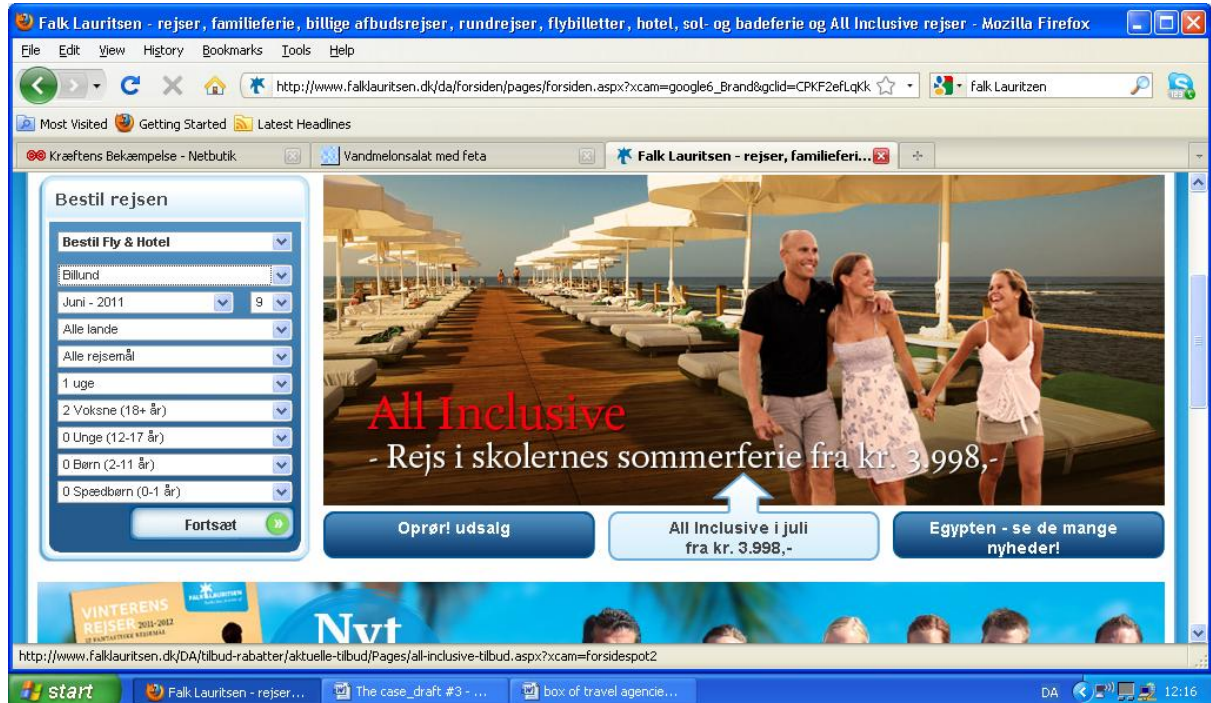 Falk Lauritsen - rejser, familieferie, billige afbudsrejser, rundrejser, flybilletter, hotel, sol- og badeferie og All Inclusive rejser - Mozilla Firefox
File Edit View History Bookmarks Tools Help
http://www.falklauritsen.dk/da/forsiden/pages/forsiden.aspx?xcam=google6_Brand&gclid=CPKF2efLqKk
falk Lauritzen
Most Visited Getting Started Latest Headlines
Kræftens Bekæmpelse - Netbutik
Vandmelonsalat med feta
Falk Lauritsen - rejser, familieferi...
Bestil rejsen
Bestil Fly & Hotel
Billund
Juni - 2011 9
Alle lande
Alle rejsemål
1 uge
2 Voksne (18+ år)
0 Unge (12-17 år)
0 Børn (2-11 år)
0 Spædbørn (0-1 år)
Fortsæt
All Inclusive
- Rejs i skolernes sommerferie fra kr. 3.998,-
Oprør! udsalg
All Inclusive i juli
fra kr. 3.998,-
Egypten - se de mange
nyheder!
VINTERENS
REJSER 2011-2012
FALK LAURITSEN
Nyt
http://www.falklauritsen.dk/DA/tilbud-rabatter/aktuelle-tilbud/Pages/all-inclusive-tilbud.aspx?xcam=forsidespot2
start
Falk Lauritsen - rejser...
The case_draft #3 - ...
box of travel agencie...
DA
12:16